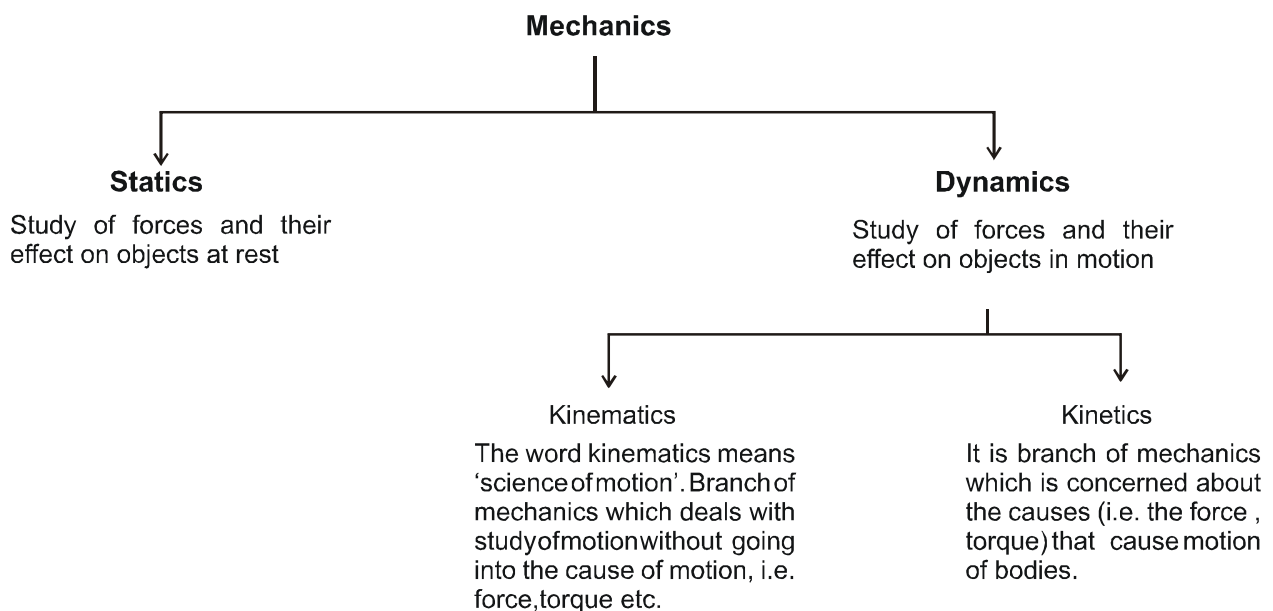 Mechanics
Statics
Study of forces and their
effect on objects at rest
Dynamics
Study of forces and their
effect on objects in motion
Kinematics
The word kinematics means
‘science of motion’. Branch of
mechanics which deals with
study of motion without going
into the cause of motion, i.e.
force,torque etc.
Kinetics
It is branch of mechanics
which is concerned about
the causes (i.e. the force ,
torque) that cause motion
of bodies.